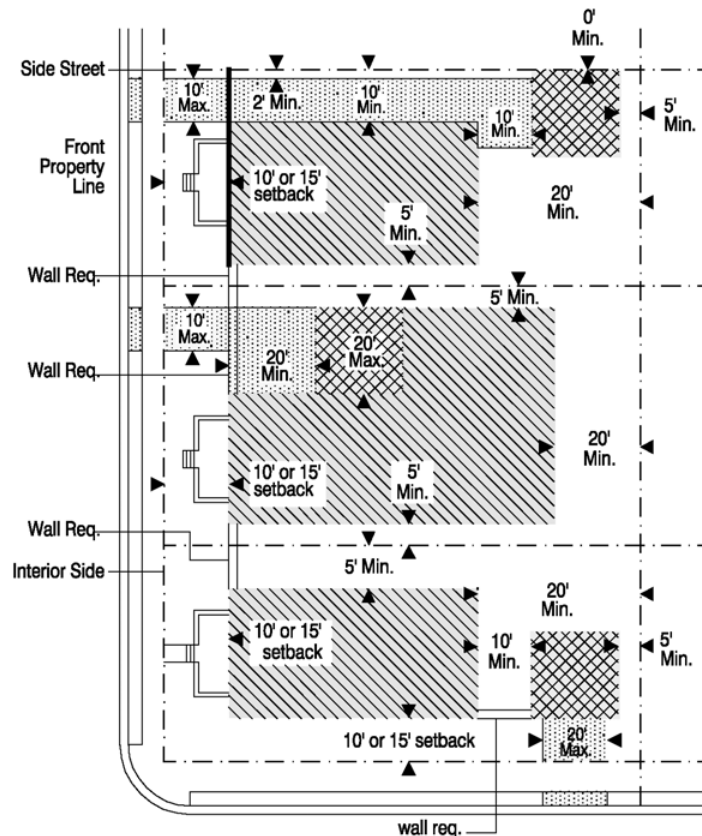 0'
Min.
Side Street
10'
Max.
2' Min.
10'
Min.
10'
Min.
5'
Min.
Front
Property
Line
10' or 15'
setback
20'
Min.
5'
Min.
Wall Req.
5' Min.
10'
Max.
20'
Min.
20'
Max.
Wall Req.
20'
Min.
10' or 15'
setback
5'
Min.
Wall Req.
Interior Side
5' Min.
20'
Min.
10' or 15'
setback
10'
Min.
5'
Min.
10' or 15' setback
20'
Max.
wall req.